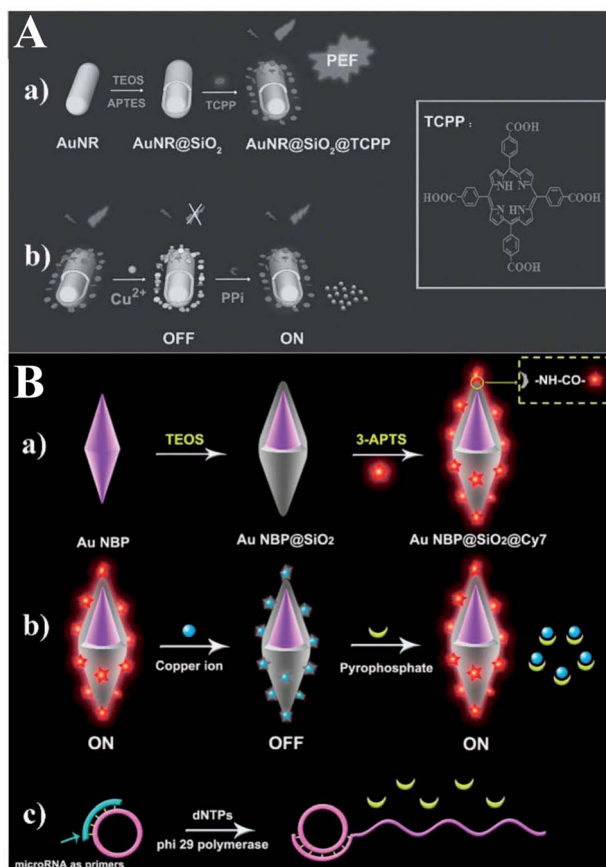 A
a)
TEOS
APTES
TCPP
PEF
AuNR
AuNR@SiO₂
AuNR@SiO₂@TCPP
TCPP :
COOH
HOOC
NH
N
N
HN
COOH
COOH
b)
Cu²⁺
PPi
OFF
ON
B
-NH-CO-
a)
TEOS
3-APTS
Au NBP
Au NBP@SiO₂
Au NBP@SiO₂@Cy7
b)
Copper ion
Pyrophosphate
ON
OFF
ON
c)
dNTPs
phi 29 polymerase
microRNA as primers